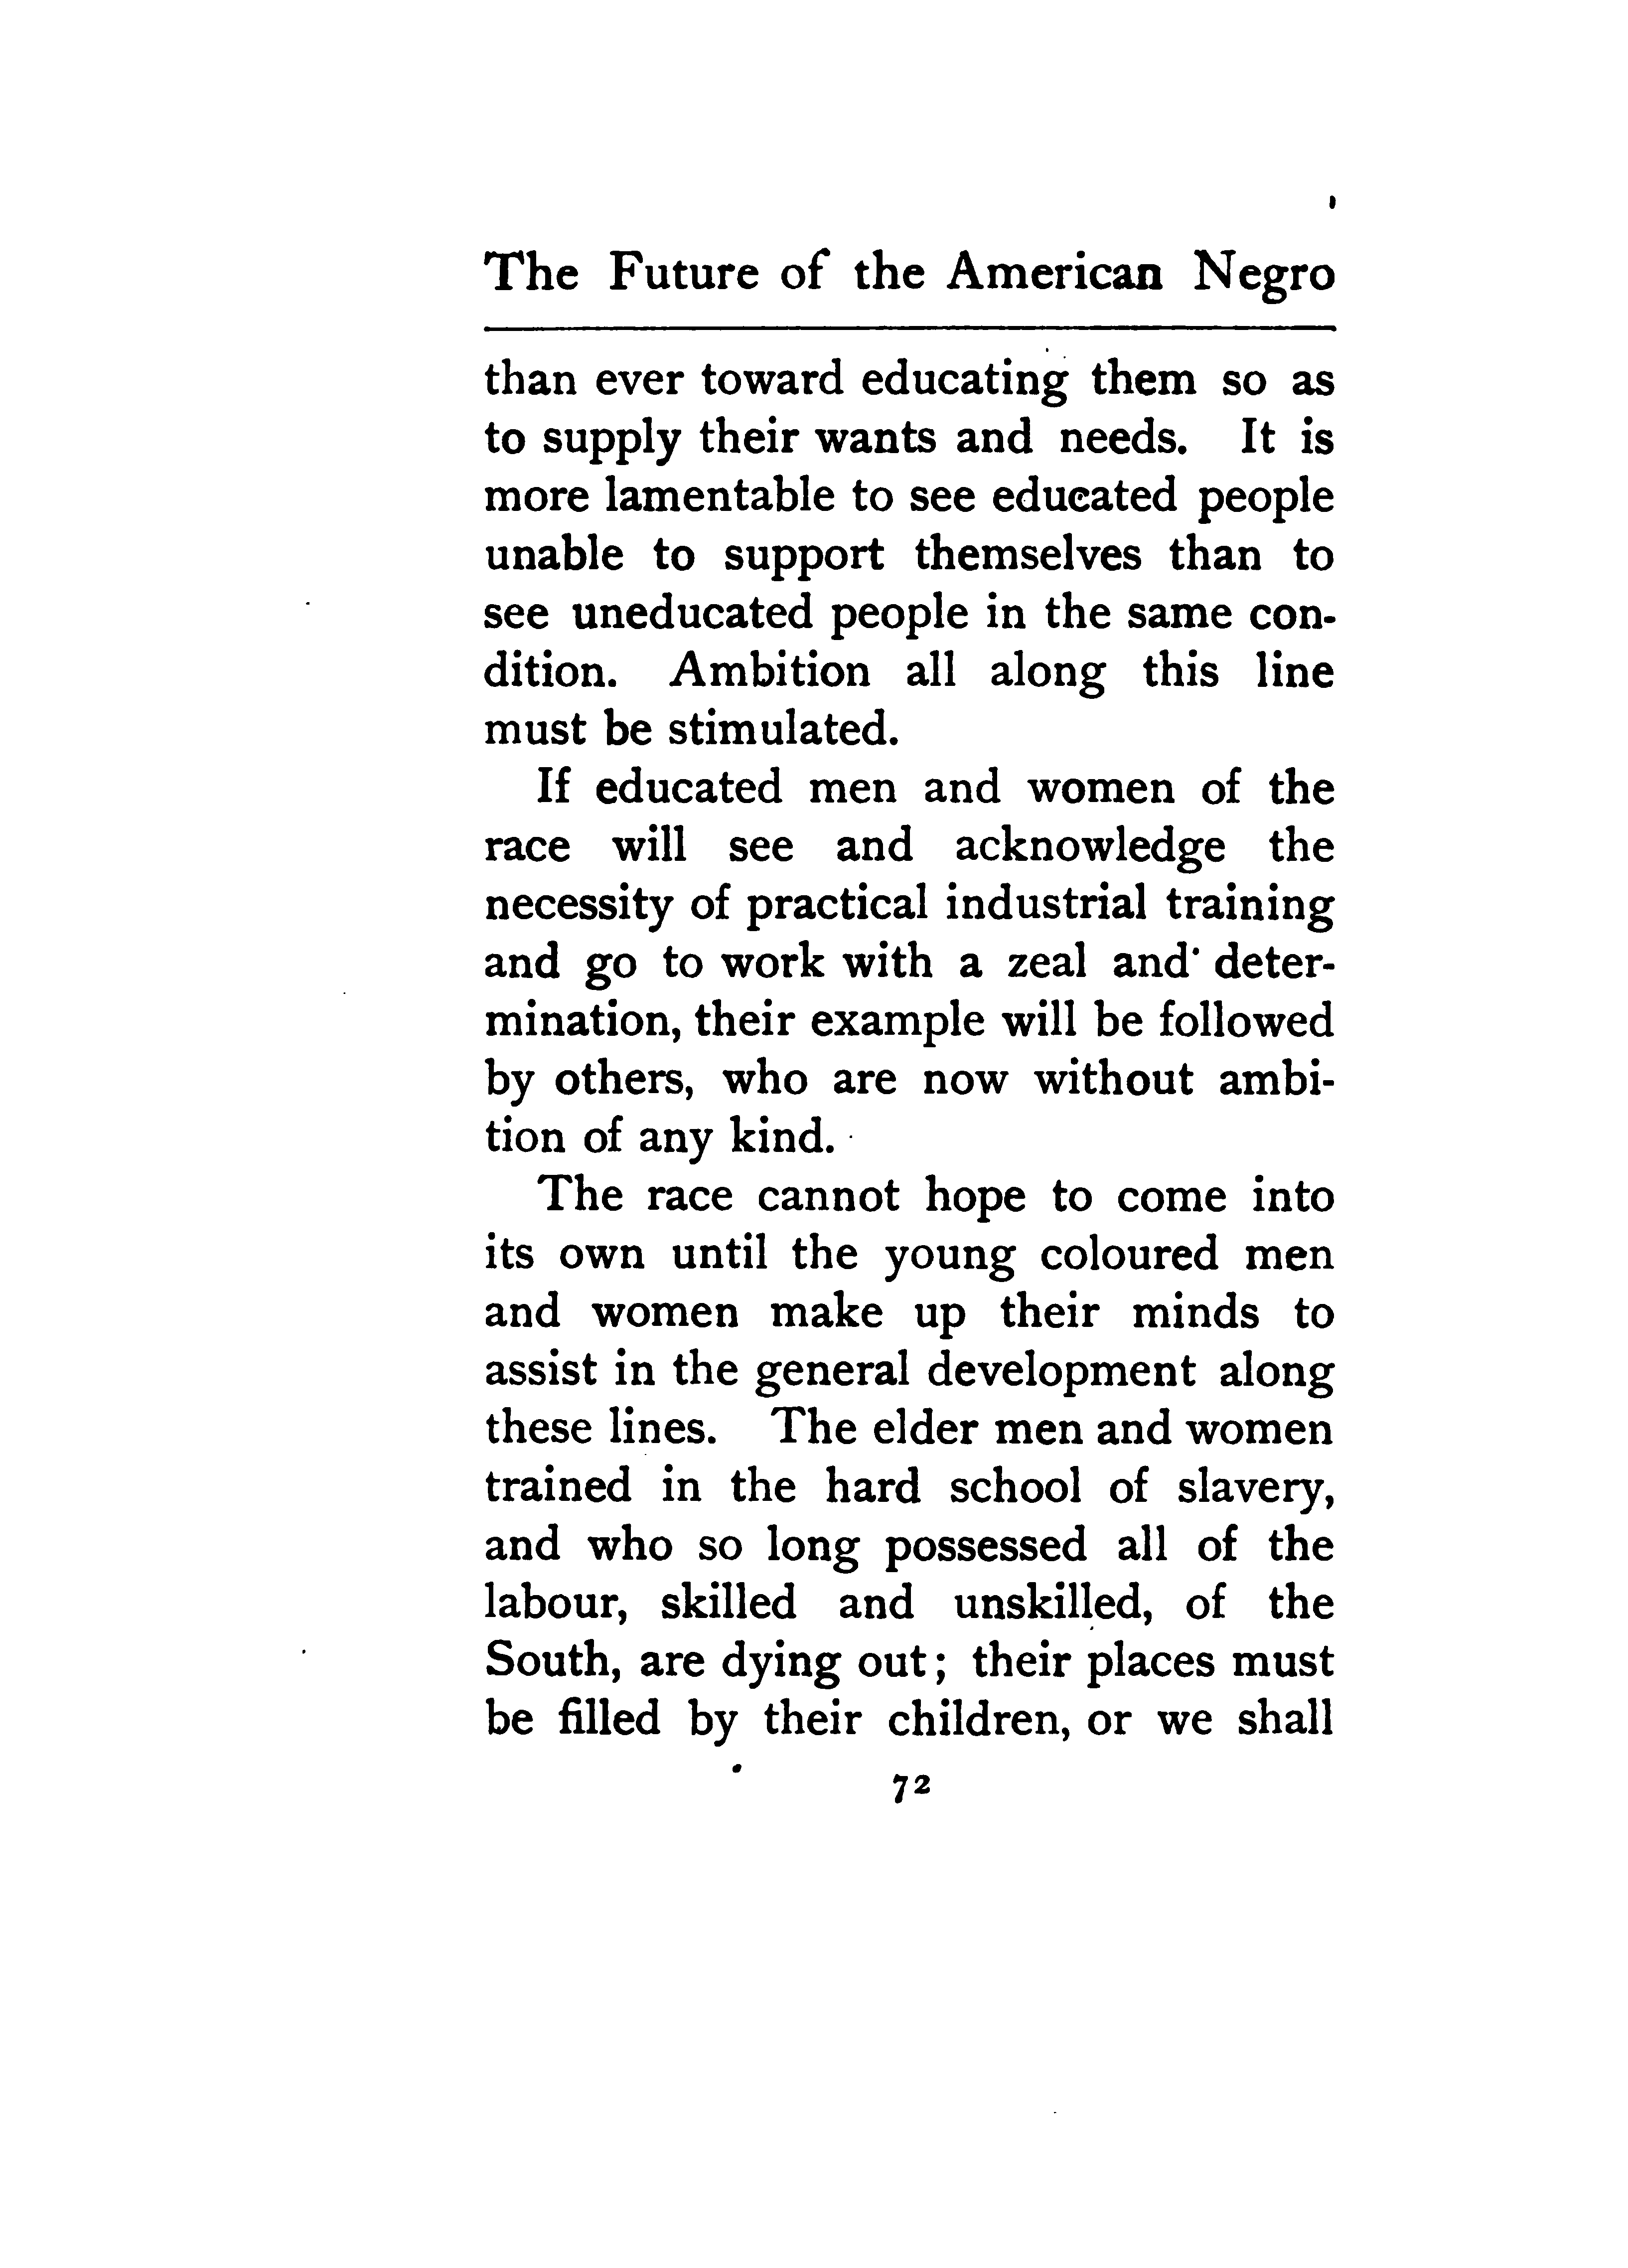 The Future of the American Negro
than ever toward educating them so as
to supply their wants and needs. It is
more lamentable to see educated people
unable to support themselves than to
see uneducated people in the same con-
dition. Ambition all along this line
must be stimulated.
If educated men and women of the
race will see and acknowledge the
necessity of practical industrial training
and go to work with a zeal and deter-
mination, their example will be followed
by others, who are now without ambi-
tion of any kind.
The race cannot hope to come into
its own until the young coloured men
and women make up their minds to
assist in the general development along
these lines. The elder men and women
trained in the hard school of slavery,
and who so long possessed all of the
labour, skilled and unskilled, of the
South, are dying out; their places must
be filled by their children, or we shall
72